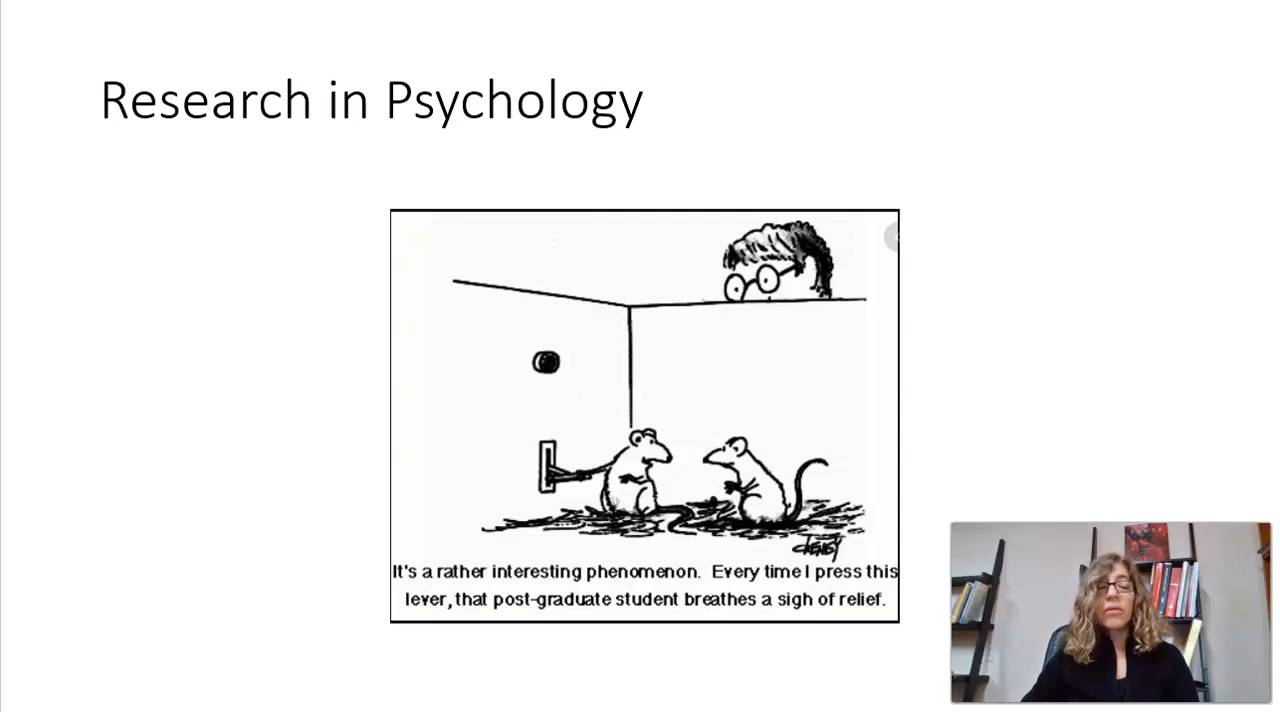 Research in Psychology
CHENEY
It's a rather interesting phenomenon. Every time I press this
lever, that post-graduate student breathes a sigh of relief.